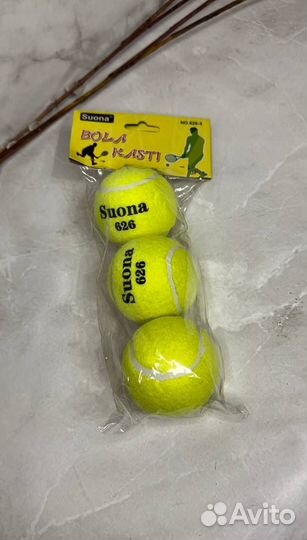 Suona
NO.626-3
BOLA
KASTI
Suona
626
Suona
626
Avito